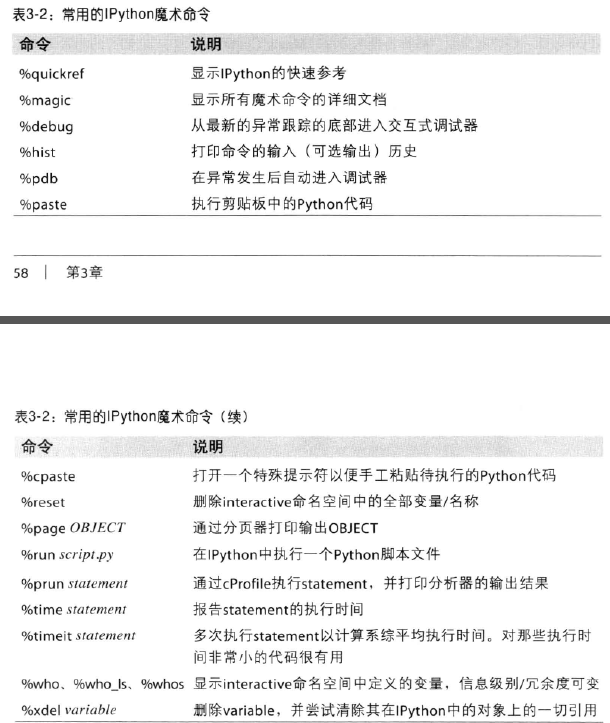 表3-2：常用的IPython魔术命令
命令 说明
%quickref 显示IPython的快速参考
%magic 显示所有魔术命令的详细文档
%debug 从最新的异常跟踪的底部进入交互式调试器
%hist 打印命令的输入（可选输出）历史
%pdb 在异常发生后自动进入调试器
%paste 执行剪贴板中的Python代码
58 | 第3章
表3-2：常用的IPython魔术命令（续）
命令 说明
%cpaste 打开一个特殊提示符以便手工粘贴待执行的Python代码
%reset 删除interactive命名空间中的全部变量/名称
%page OBJECT 通过分页器打印输出OBJECT
%run script.py 在IPython中执行一个Python脚本文件
%prun statement 通过cProfile执行statement，并打印分析器的输出结果
%time statement 报告statement的执行时间
%timeit statement 多次执行statement以计算系综平均执行时间。对那些执行时
间非常小的代码很有用
%who、%who_ls、%whos 显示interactive命名空间中定义的变量，信息级别/冗余度可变
%xdel variable 删除variable，并尝试清除其在IPython中的对象上的一切引用